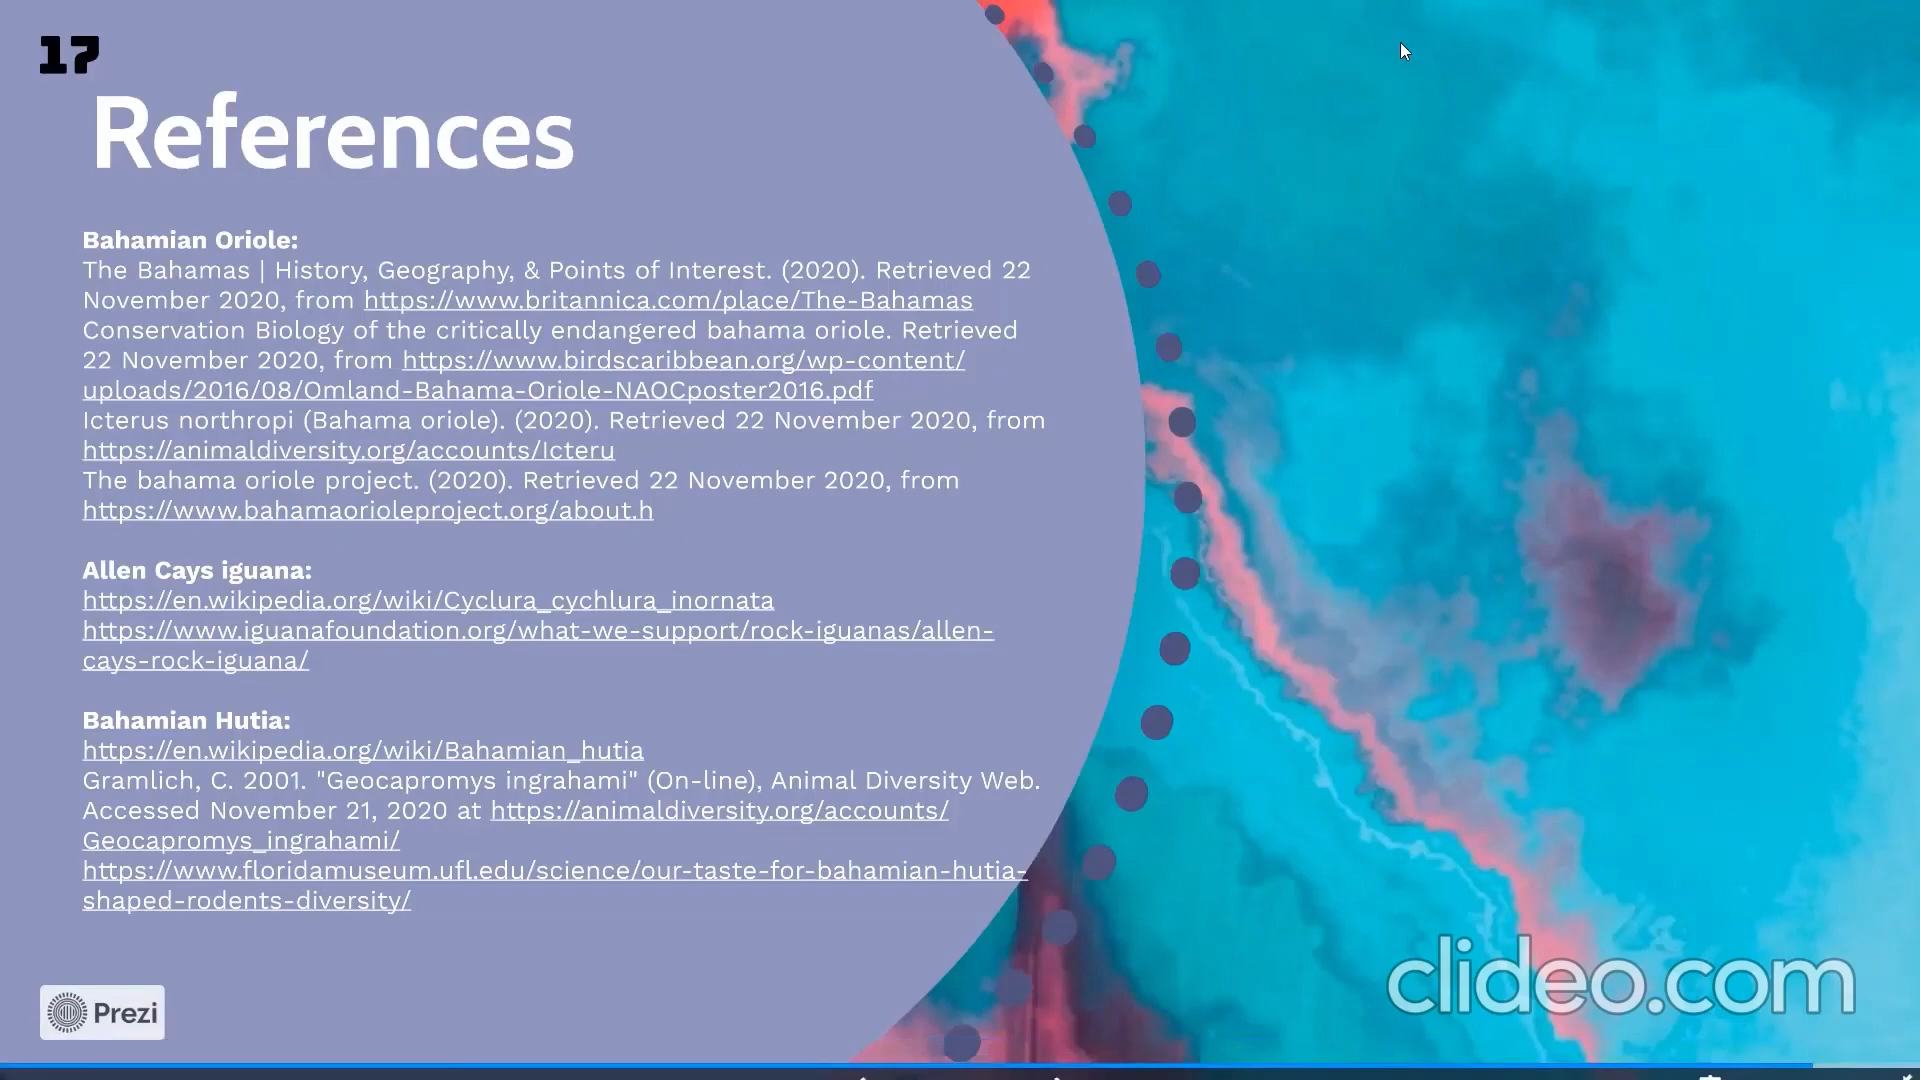 17
References
Bahamian Oriole:
The Bahamas | History, Geography, & Points of Interest. (2020). Retrieved 22
November 2020, from https://www.britannica.com/place/The-Bahamas
Conservation Biology of the critically endangered bahama oriole. Retrieved
22 November 2020, from https://www.birdscaribbean.org/wp-content/
uploads/2016/08/Omland-Bahama-Oriole-NAOCposter2016.pdf
Icterus northropi (Bahama oriole). (2020). Retrieved 22 November 2020, from
https://animaldiversity.org/accounts/Icteru
The bahama oriole project. (2020). Retrieved 22 November 2020, from
https://www.bahamaorioleproject.org/about.h
Allen Cays iguana:
https://en.wikipedia.org/wiki/Cyclura_cychlura_inornata
https://www.iguanafoundation.org/what-we-support/rock-iguanas/allen-
cays-rock-iguana/
Bahamian Hutia:
https://en.wikipedia.org/wiki/Bahamian_hutia
Gramlich, C. 2001. "Geocapromys ingrahami" (On-line), Animal Diversity Web.
Accessed November 21, 2020 at https://animaldiversity.org/accounts/
Geocapromys_ingrahami/
https://www.floridamuseum.ufl.edu/science/our-taste-for-bahamian-hutia-
shaped-rodents-diversity/
Prezi
clideo.com